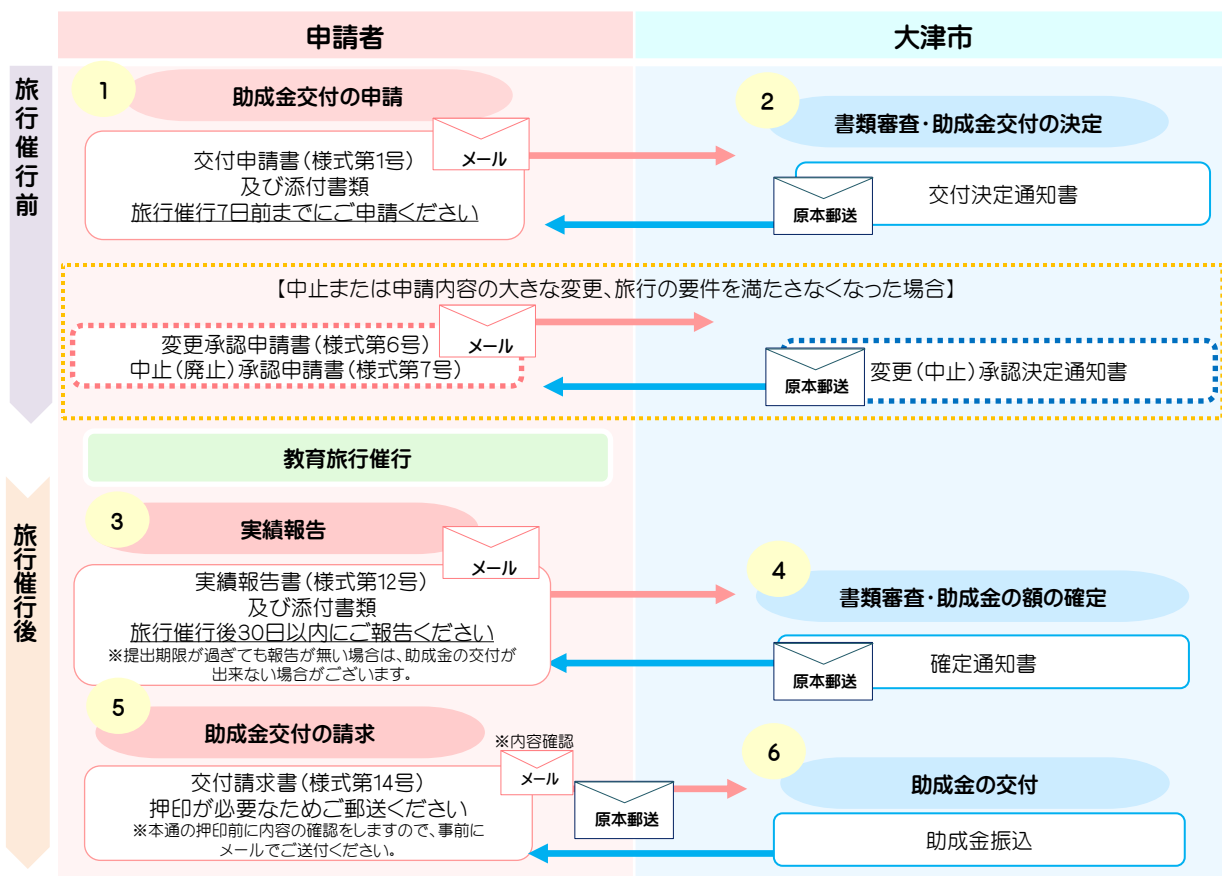 申請者
大津市
旅行催行前
1
助成金交付の申請
メール
交付申請書(様式第1号)
及び添付書類
旅行催行7日前までにご申請ください
2
書類審査・助成金交付の決定
原本郵送
交付決定通知書
【中止または申請内容の大きな変更、旅行の要件を満たさなくなった場合】
メール
変更承認申請書(様式第6号)
中止(廃止)承認申請書(様式第7号)
原本郵送
変更(中止)承認決定通知書
教育旅行催行
旅行催行後
3
実績報告
メール
実績報告書(様式第12号)
及び添付書類
旅行催行後30日以内にご報告ください
※提出期限が過ぎても報告が無い場合は、助成金の交付が
出来ない場合がございます。
4
書類審査・助成金の額の確定
原本郵送
確定通知書
5
助成金交付の請求
※内容確認
メール
原本郵送
交付請求書(様式第14号)
押印が必要なためご郵送ください
※本通の押印前に内容の確認をしますので、事前に
メールでご送付ください。
6
助成金の交付
助成金振込